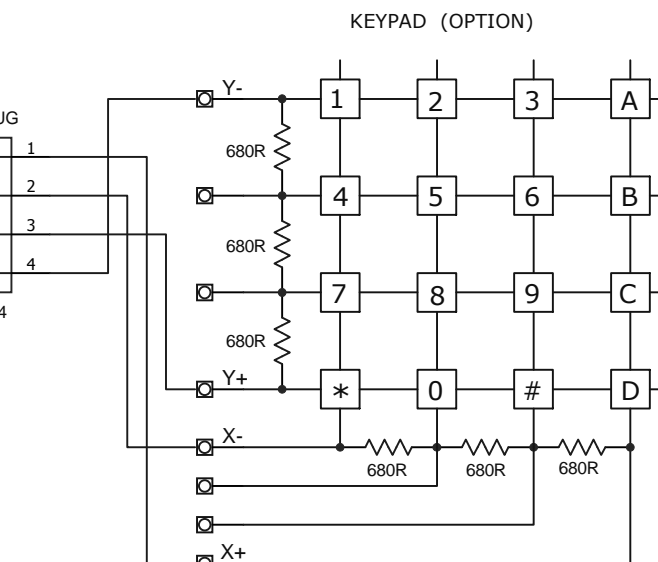 KEYPAD (OPTION)
Y-
1 2 3 A
UG
1
680R
2
4 5 6 B
3
680R
4
7 8 9 C
4
680R
Y+
* 0 # D
X-
680R 680R 680R
X+